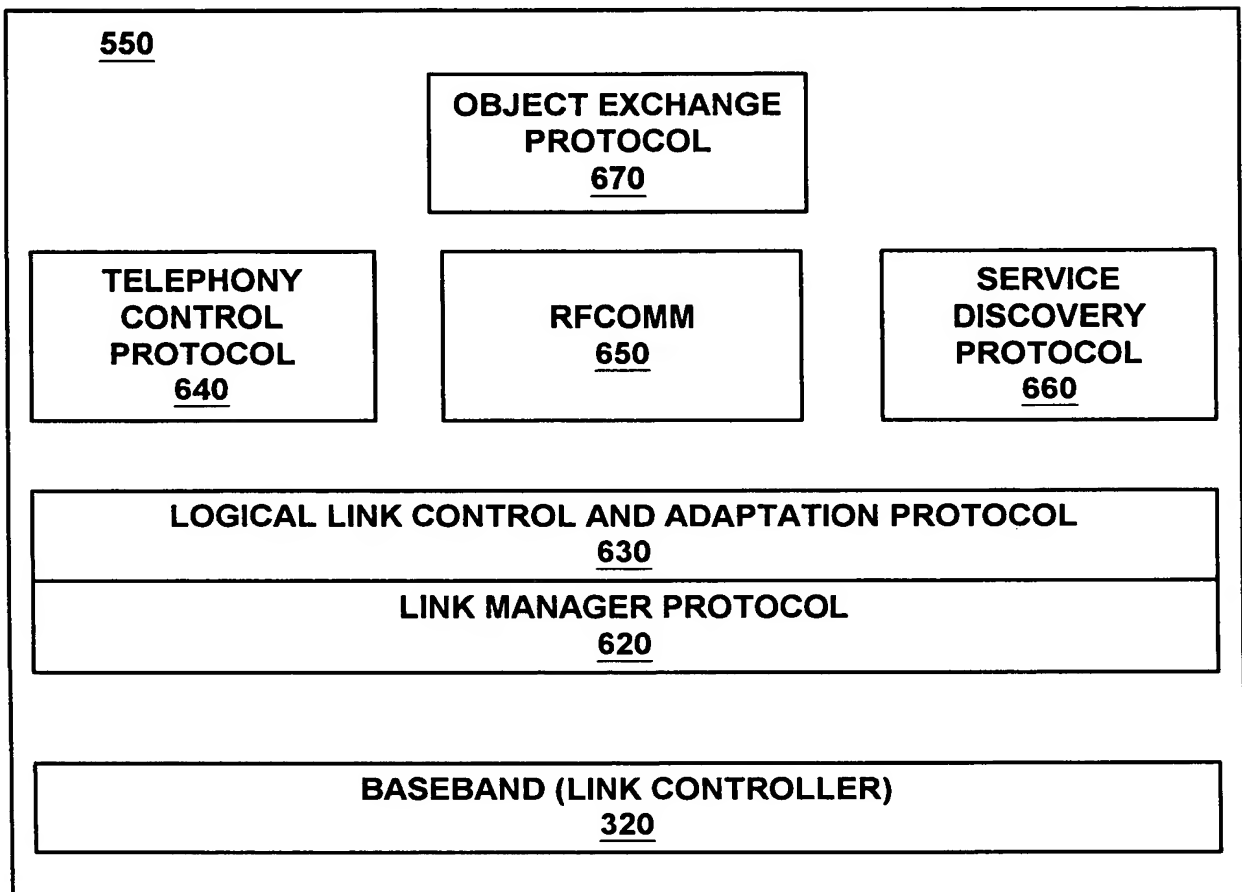 550
OBJECT EXCHANGE
PROTOCOL
670
TELEPHONY
CONTROL
PROTOCOL
640
RFCOMM
650
SERVICE
DISCOVERY
PROTOCOL
660
LOGICAL LINK CONTROL AND ADAPTATION PROTOCOL
630
LINK MANAGER PROTOCOL
620
BASEBAND (LINK CONTROLLER)
320